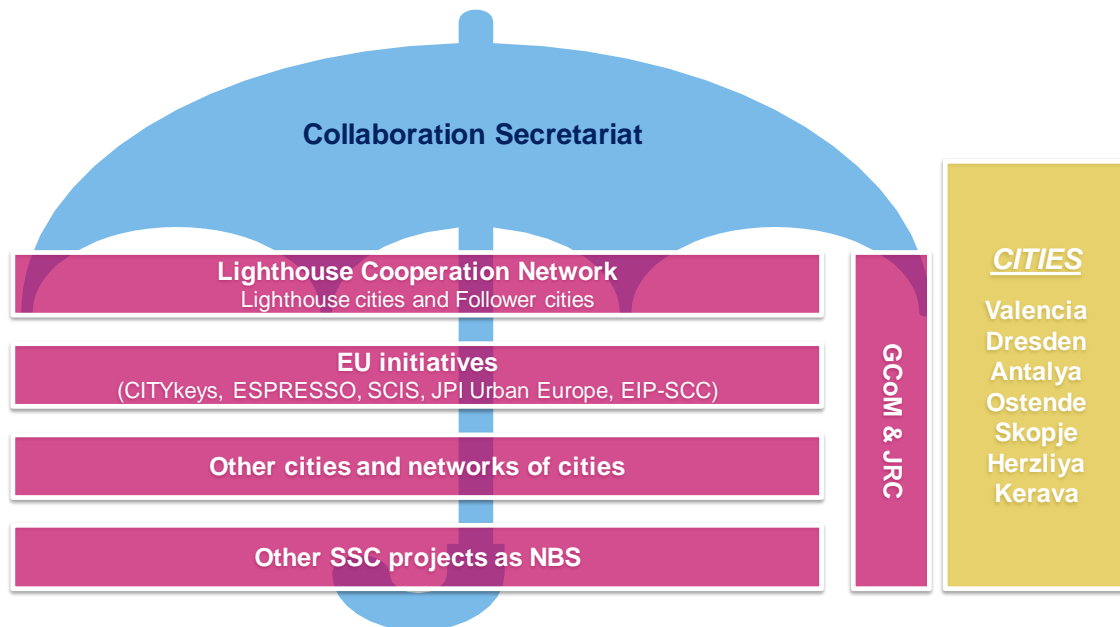 Collaboration Secretariat
Lighthouse Cooperation Network
Lighthouse cities and Follower cities
EU initiatives
(CITYkeys, ESPRESSO, SCIS, JPI Urban Europe, EIP-SCC)
Other cities and networks of cities
Other SSC projects as NBS
GCoM & JRC
CITIES
Valencia
Dresden
Antalya
Ostende
Skopje
Herzliya
Kerava